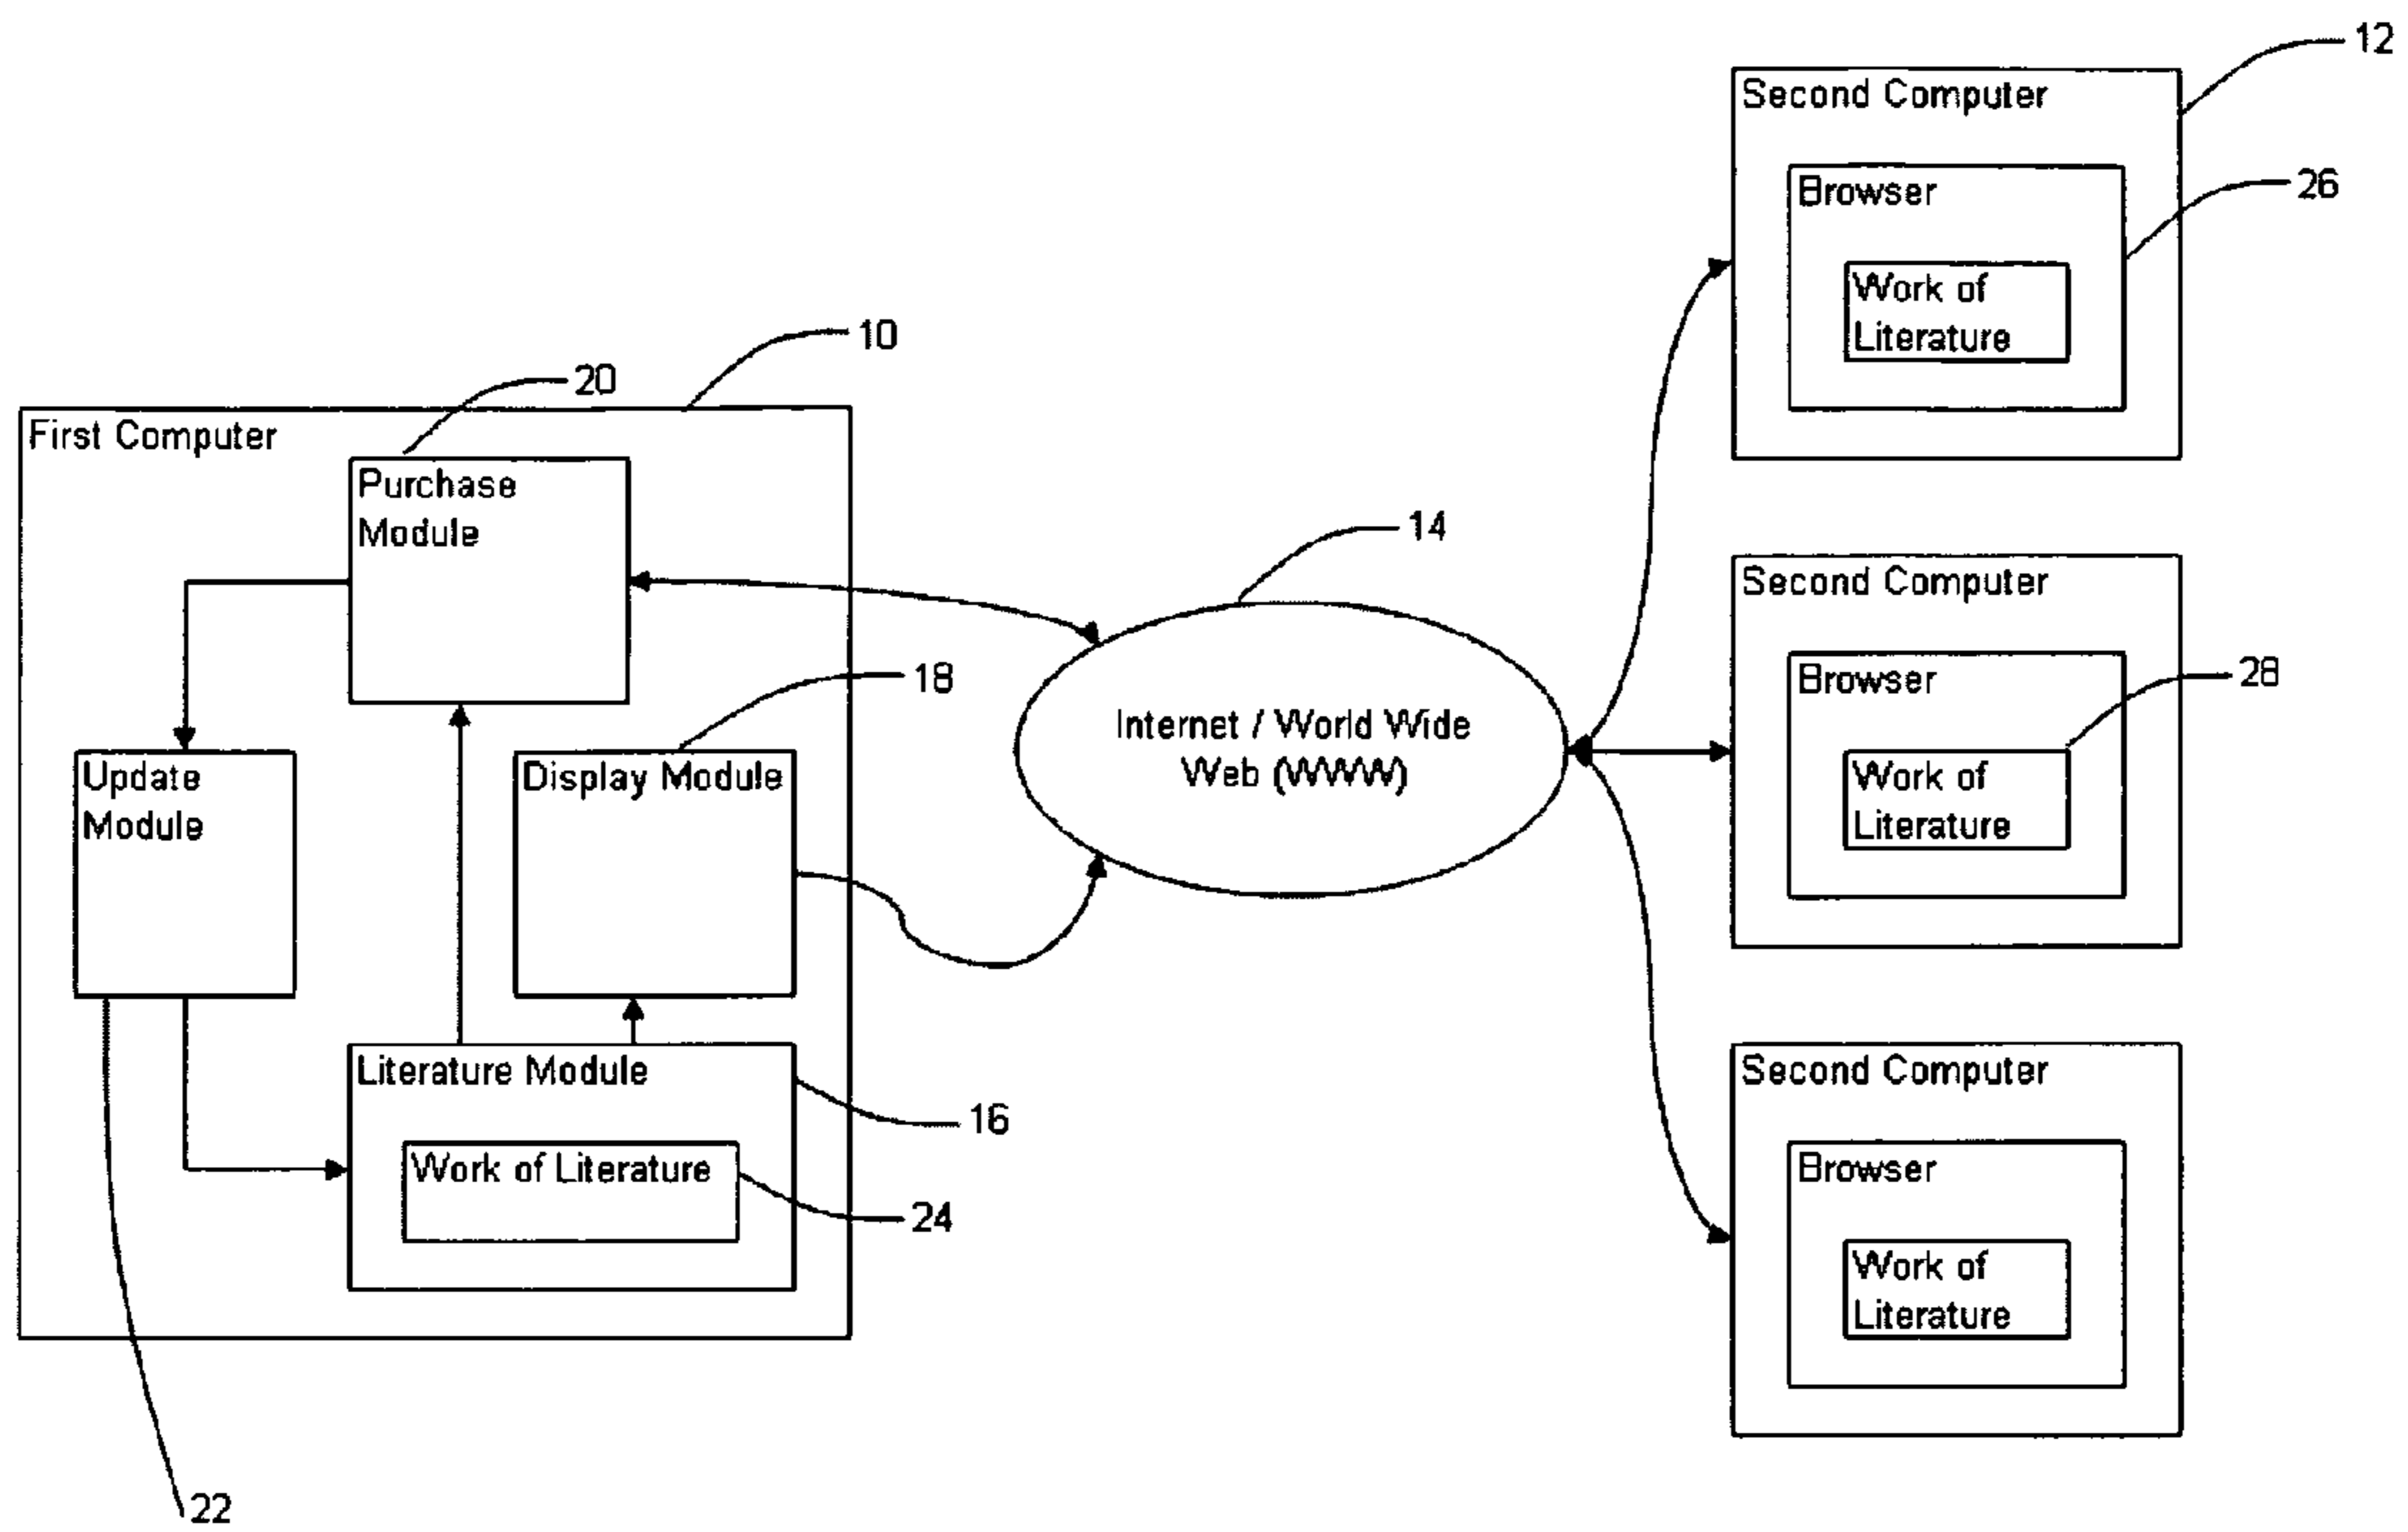 12
Second Computer
Browser
26
Work of
Literature
10
20
First Computer
Purchase
Module
14
Second Computer
18
Browser
28
Internet / World Wide
Web (WWW)
Update
Module
Display Module
Work of
Literature
Literature Module
16
Work of Literature
24
Second Computer
Browser
Work of
Literature
22